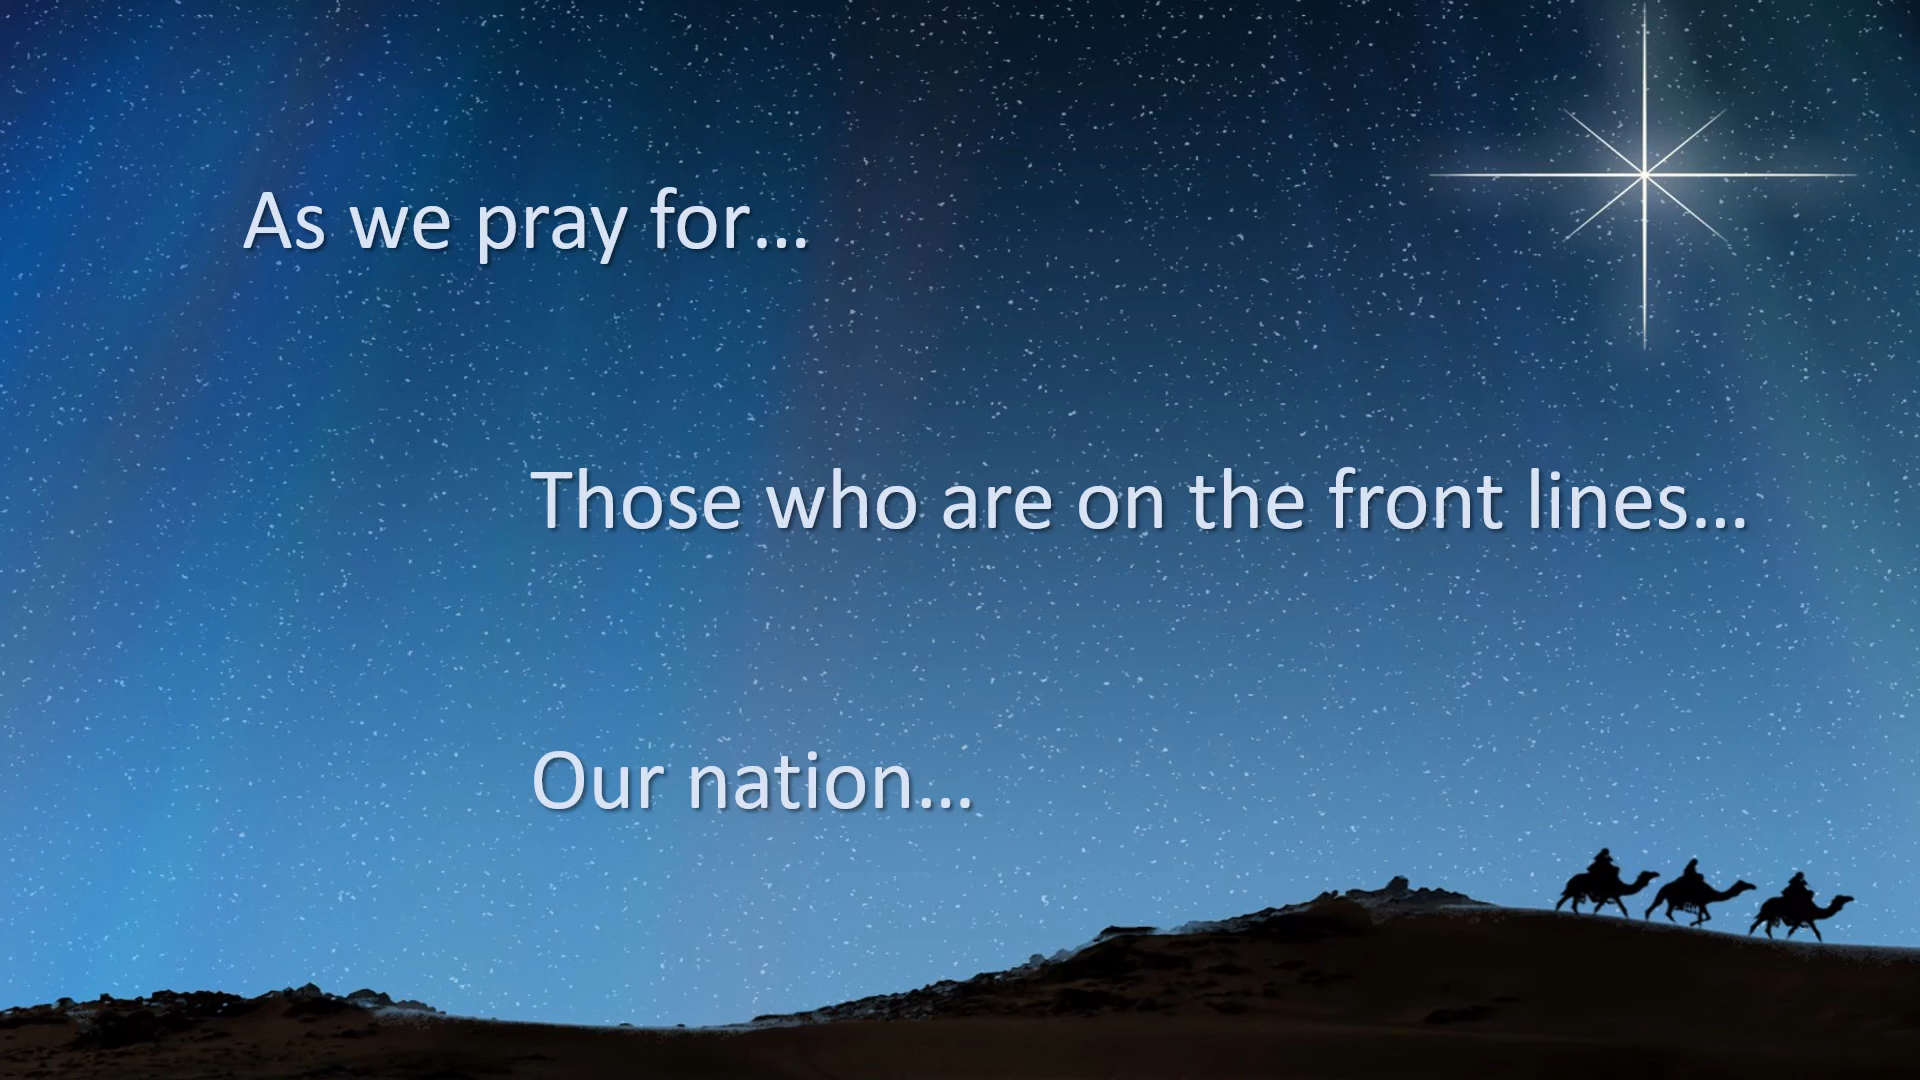 As we pray for…
Those who are on the front lines…
Our nation…